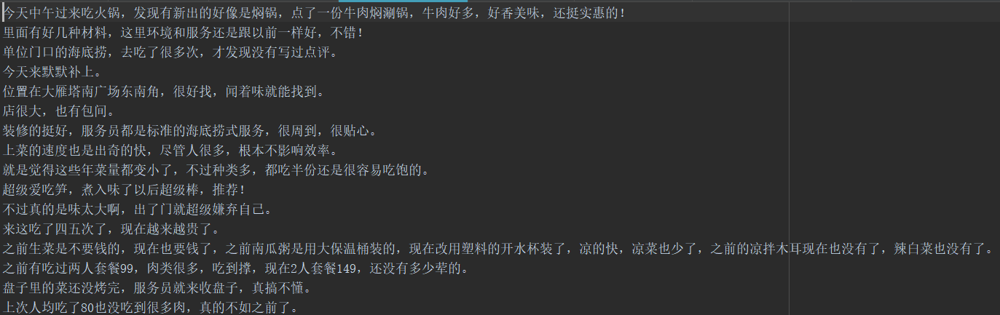 今天中午过来吃火锅，发现有新出的好像是焖锅，点了一份牛肉焖涮锅，牛肉好多，好香美味，还挺实惠的！
里面有好几种材料，这里环境和服务还是跟以前一样好，不错！
单位门口的海底捞，去吃了很多次，才发现没有写过点评。
今天来默默补上。
位置在大雁塔南广场东南角，很好找，闻着味就能找到。
店很大，也有包间。
装修的挺好，服务员都是标准的海底捞式服务，很周到，很贴心。
上菜的速度也是出奇的快，尽管人很多，根本不影响效率。
就是觉得这些年菜量都变小了，不过种类多，都吃半份还是很容易吃饱的。
超级爱吃笋，煮入味了以后超级棒，推荐！
不过真的是味太大啊，出了门就超级嫌弃自己。
来这吃了四五次了，现在越来越贵了。
之前生菜是不要钱的，现在也要钱了，之前南瓜粥是用大保温桶装的，现在改用塑料的开水杯装了，凉的快，凉菜也少了，之前的凉拌木耳现在也没有了，辣白菜也没有了。
之前有吃过两人套餐99，肉类很多，吃到撑，现在2人套餐149，还没有多少荤的。
盘子里的菜还没烤完，服务员就来收盘子，真搞不懂。
上次人均吃了80也没吃到很多肉，真的不如之前了。